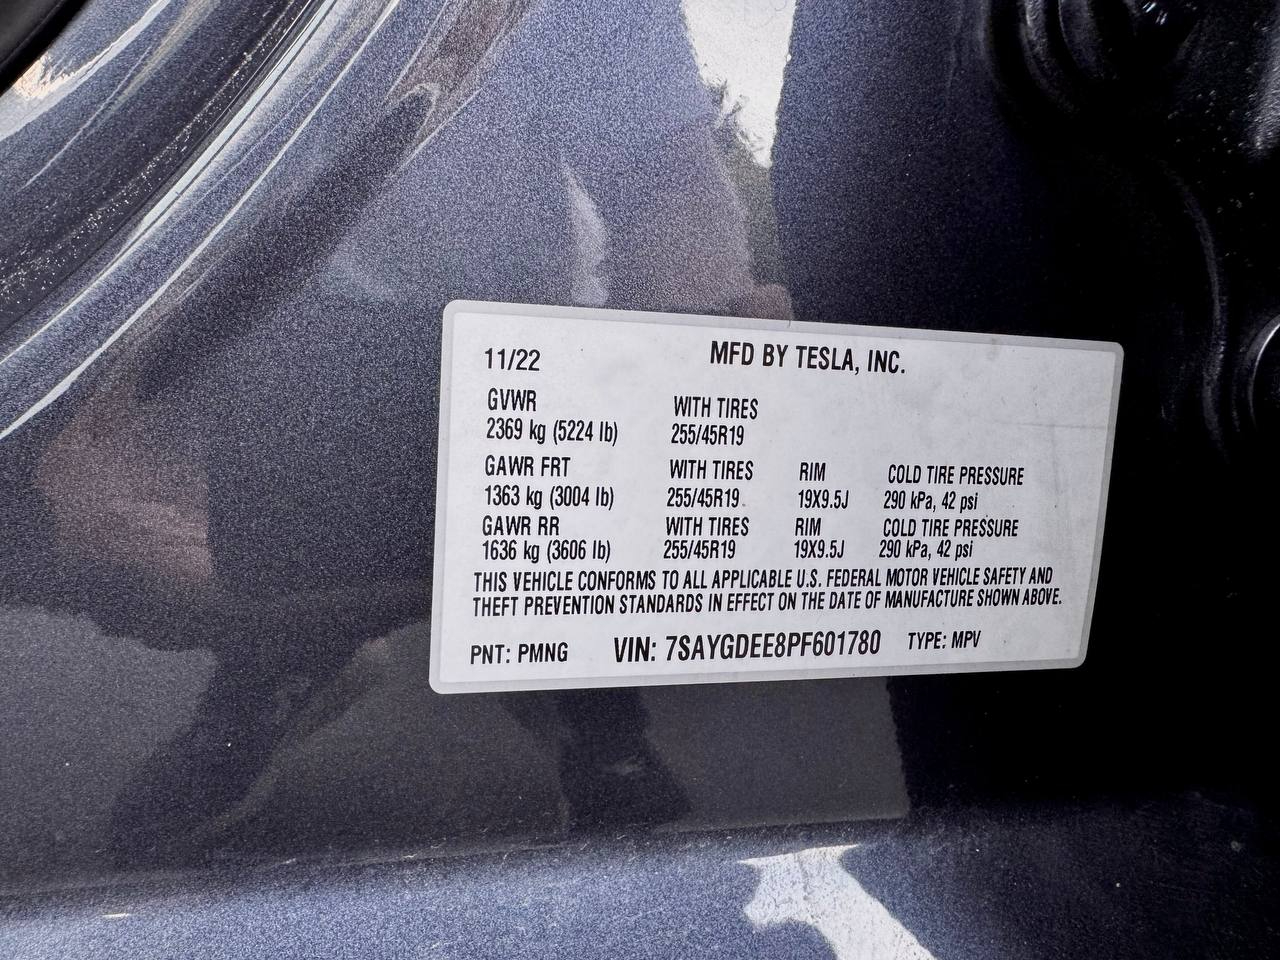 11/22 MFD BY TESLA, INC.
GVWR WITH TIRES
2369 kg (5224 lb) 255/45R19
GAWR FRT WITH TIRES RIM COLD TIRE PRESSURE
1363 kg (3004 lb) 255/45R19 19X9.5J 290 kPa, 42 psi
GAWR RR WITH TIRES RIM COLD TIRE PRESSURE
1636 kg (3606 lb) 255/45R19 19X9.5J 290 kPa, 42 psi
THIS VEHICLE CONFORMS TO ALL APPLICABLE U.S. FEDERAL MOTOR VEHICLE SAFETY AND
THEFT PREVENTION STANDARDS IN EFFECT ON THE DATE OF MANUFACTURE SHOWN ABOVE.
PNT: PMNG VIN: 7SAYGDEE8PF601780 TYPE: MPV